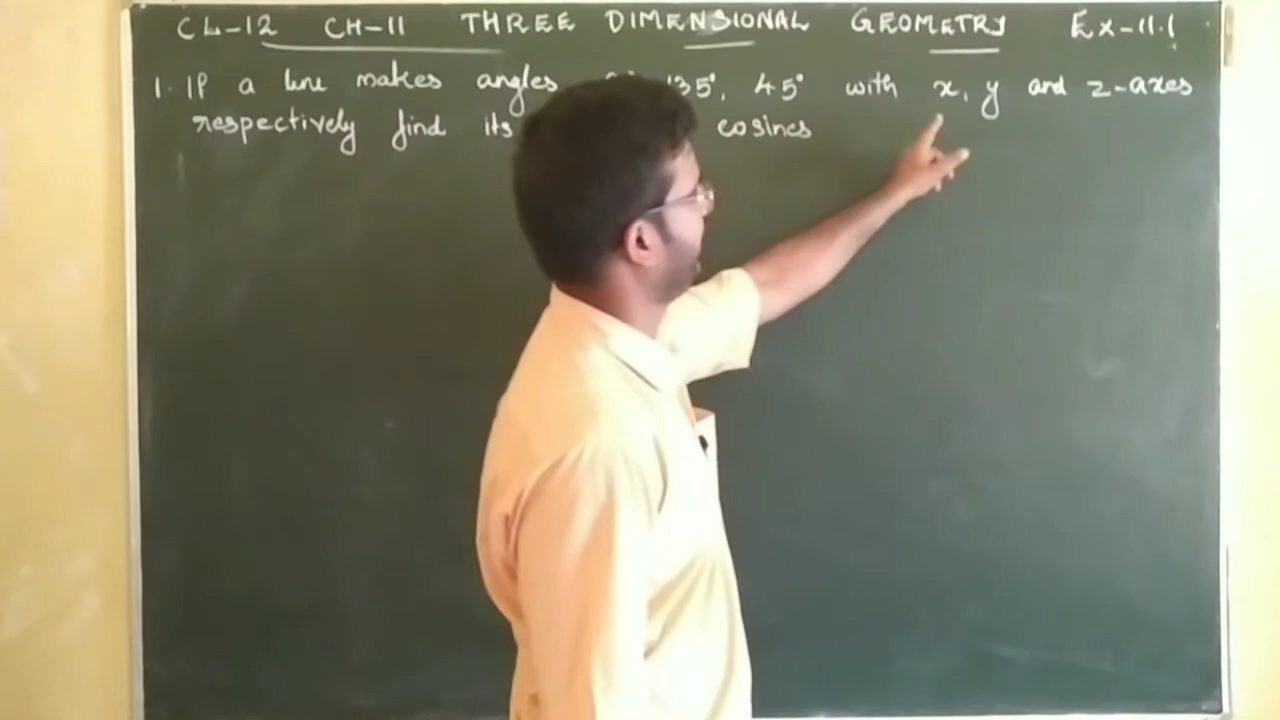 CL-12 CH-11 THREE DIMENSIONAL GEOMETRY Ex-11.1
1. If a line makes angles 135°, 45° with x, y and z-axes
respectively find its cosines